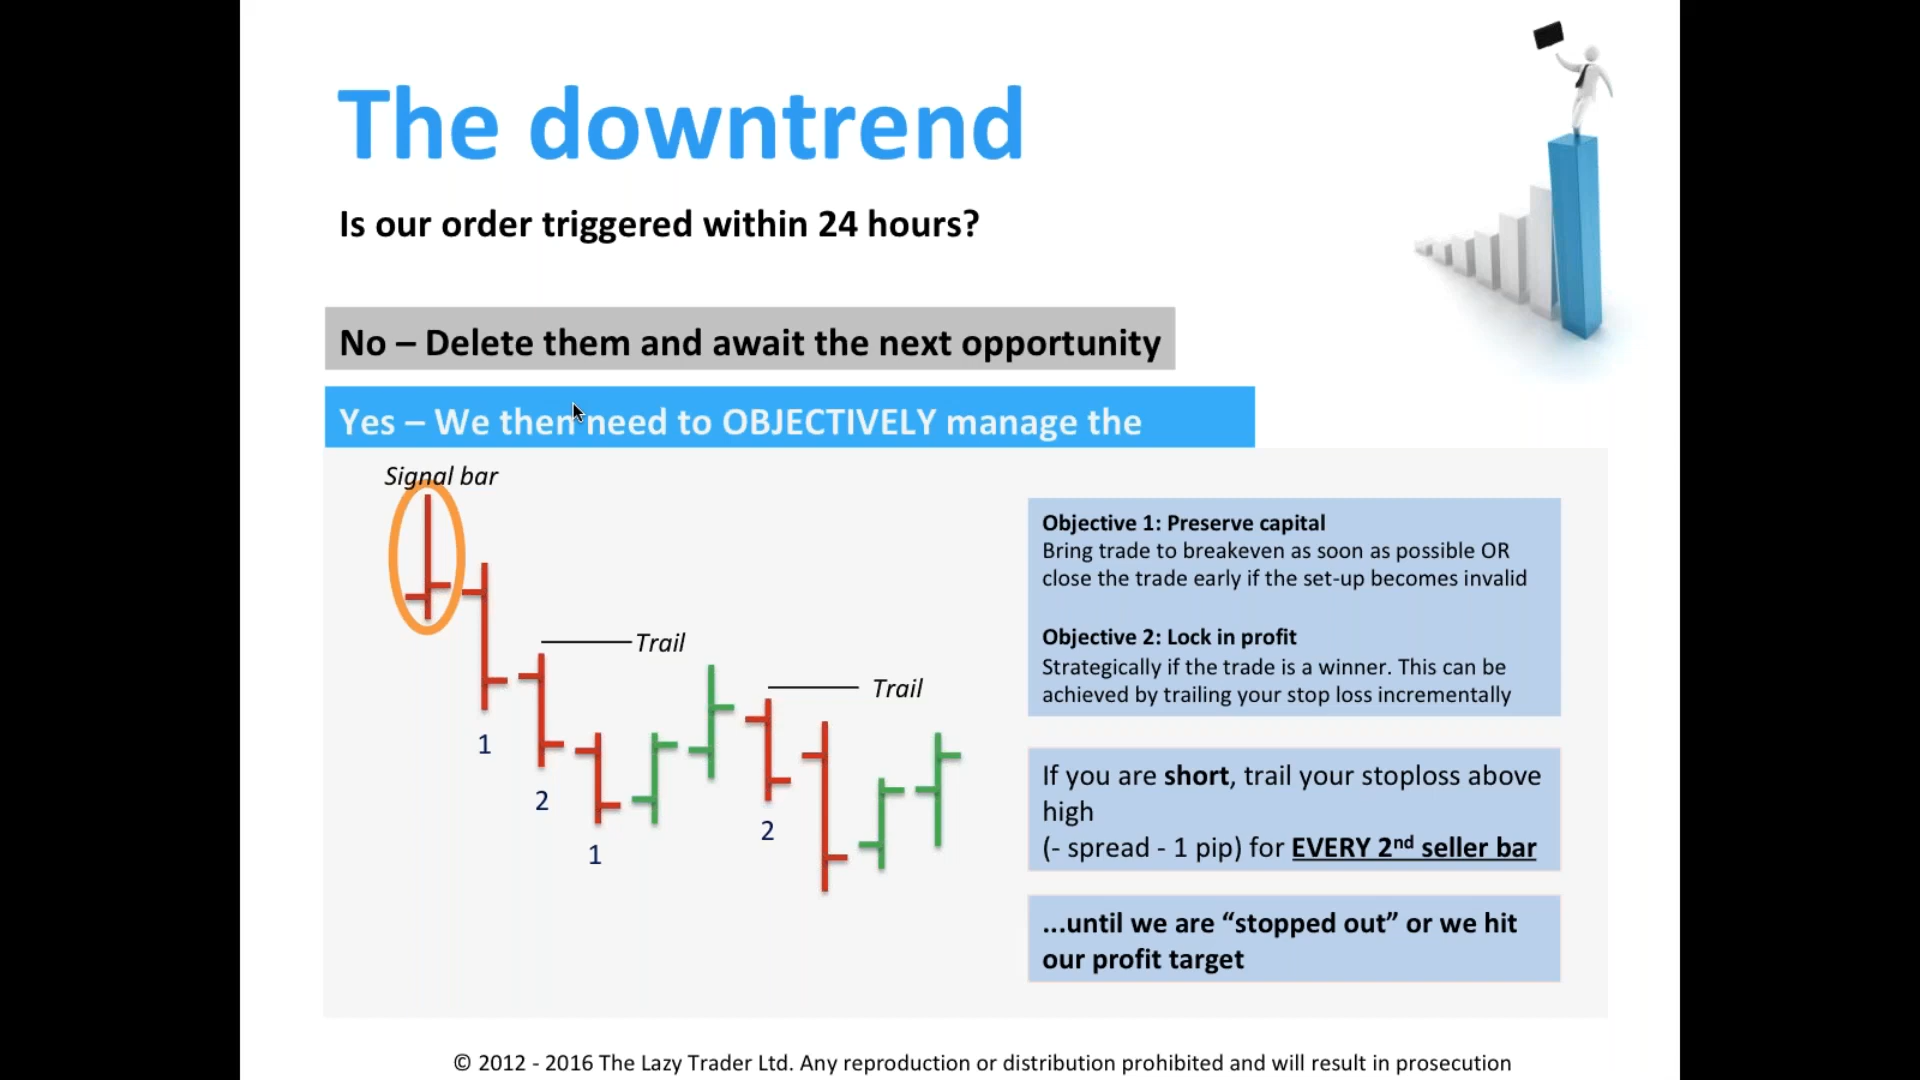 The downtrend
Is our order triggered within 24 hours?
No – Delete them and await the next opportunity
Yes – We then need to OBJECTIVELY manage the
Signal bar
Trail
Trail
1
2
1
2
Objective 1: Preserve capital
Bring trade to breakeven as soon as possible OR
close the trade early if the set-up becomes invalid
Objective 2: Lock in profit
Strategically if the trade is a winner. This can be
achieved by trailing your stop loss incrementally
If you are short, trail your stoploss above
high
(- spread - 1 pip) for EVERY 2nd seller bar
...until we are “stopped out” or we hit
our profit target
© 2012 - 2016 The Lazy Trader Ltd. Any reproduction or distribution prohibited and will result in prosecution